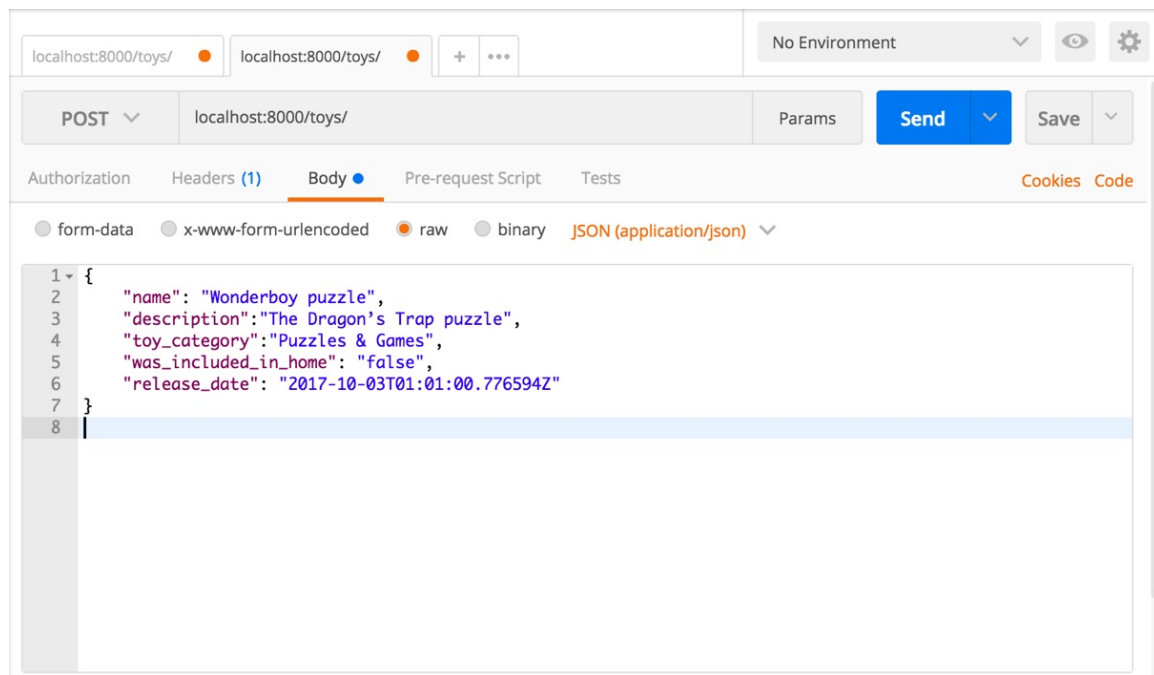 localhost:8000/toys/ localhost:8000/toys/ + ••• No Environment
POST localhost:8000/toys/ Params Send Save
Authorization Headers (1) Body Pre-request Script Tests Cookies Code
form-data x-www-form-urlencoded raw binary JSON (application/json)
1 {
2 "name": "Wonderboy puzzle",
3 "description":"The Dragon’s Trap puzzle",
4 "toy_category":"Puzzles & Games",
5 "was_included_in_home": "false",
6 "release_date": "2017-10-03T01:01:00.776594Z"
7 }
8